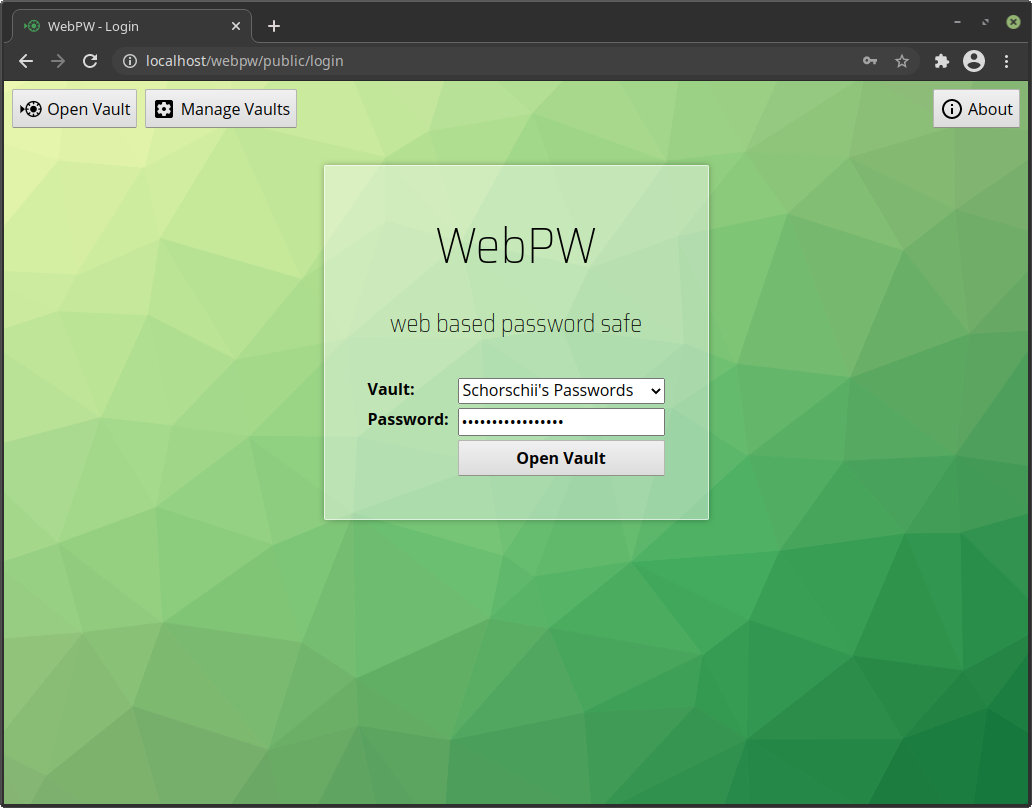 WebPW - Login
localhost/webpw/public/login
Open Vault
Manage Vaults
About
WebPW
web based password safe
Vault:
Schorschii's Passwords
Password:
•••••••••••••••••
Open Vault